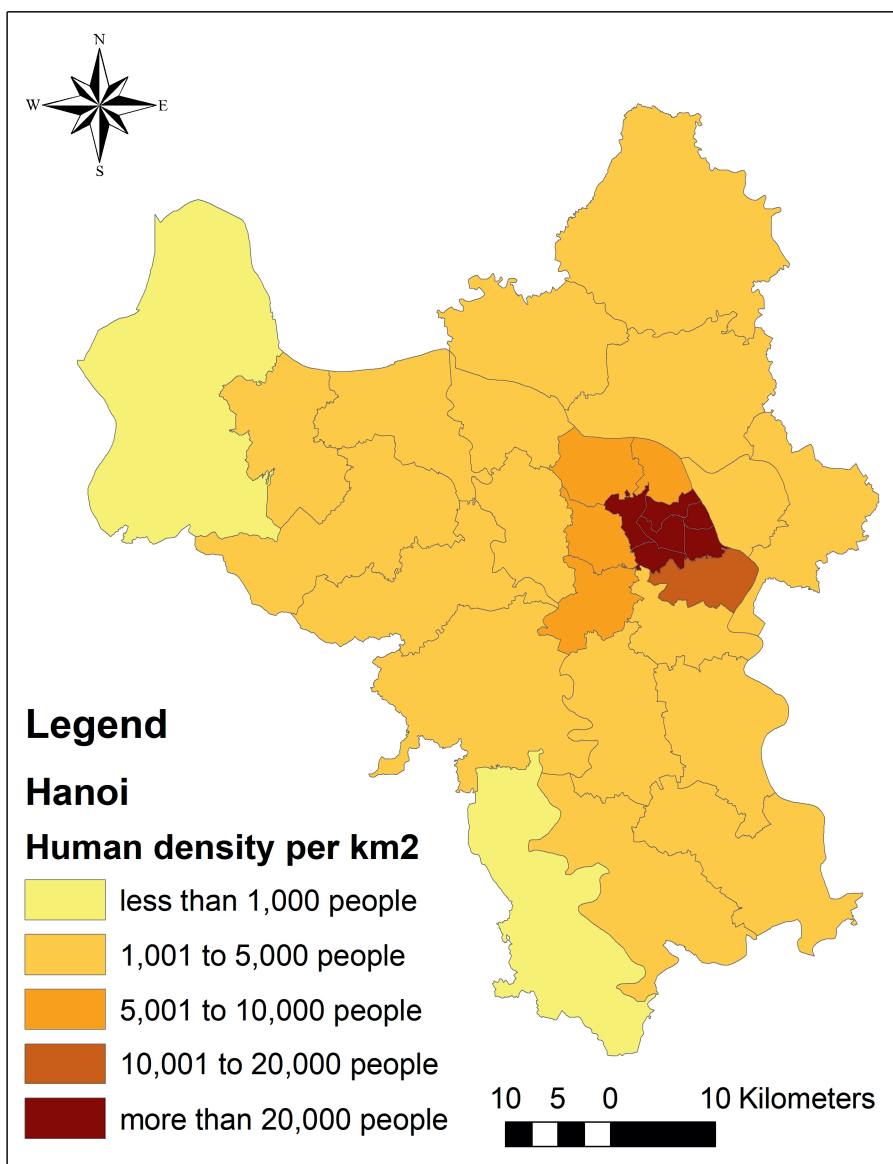 N
W E
S
Legend
Hanoi
Human density per km2
less than 1,000 people
1,001 to 5,000 people
5,001 to 10,000 people
10,001 to 20,000 people
more than 20,000 people
10 5 0 10 Kilometers